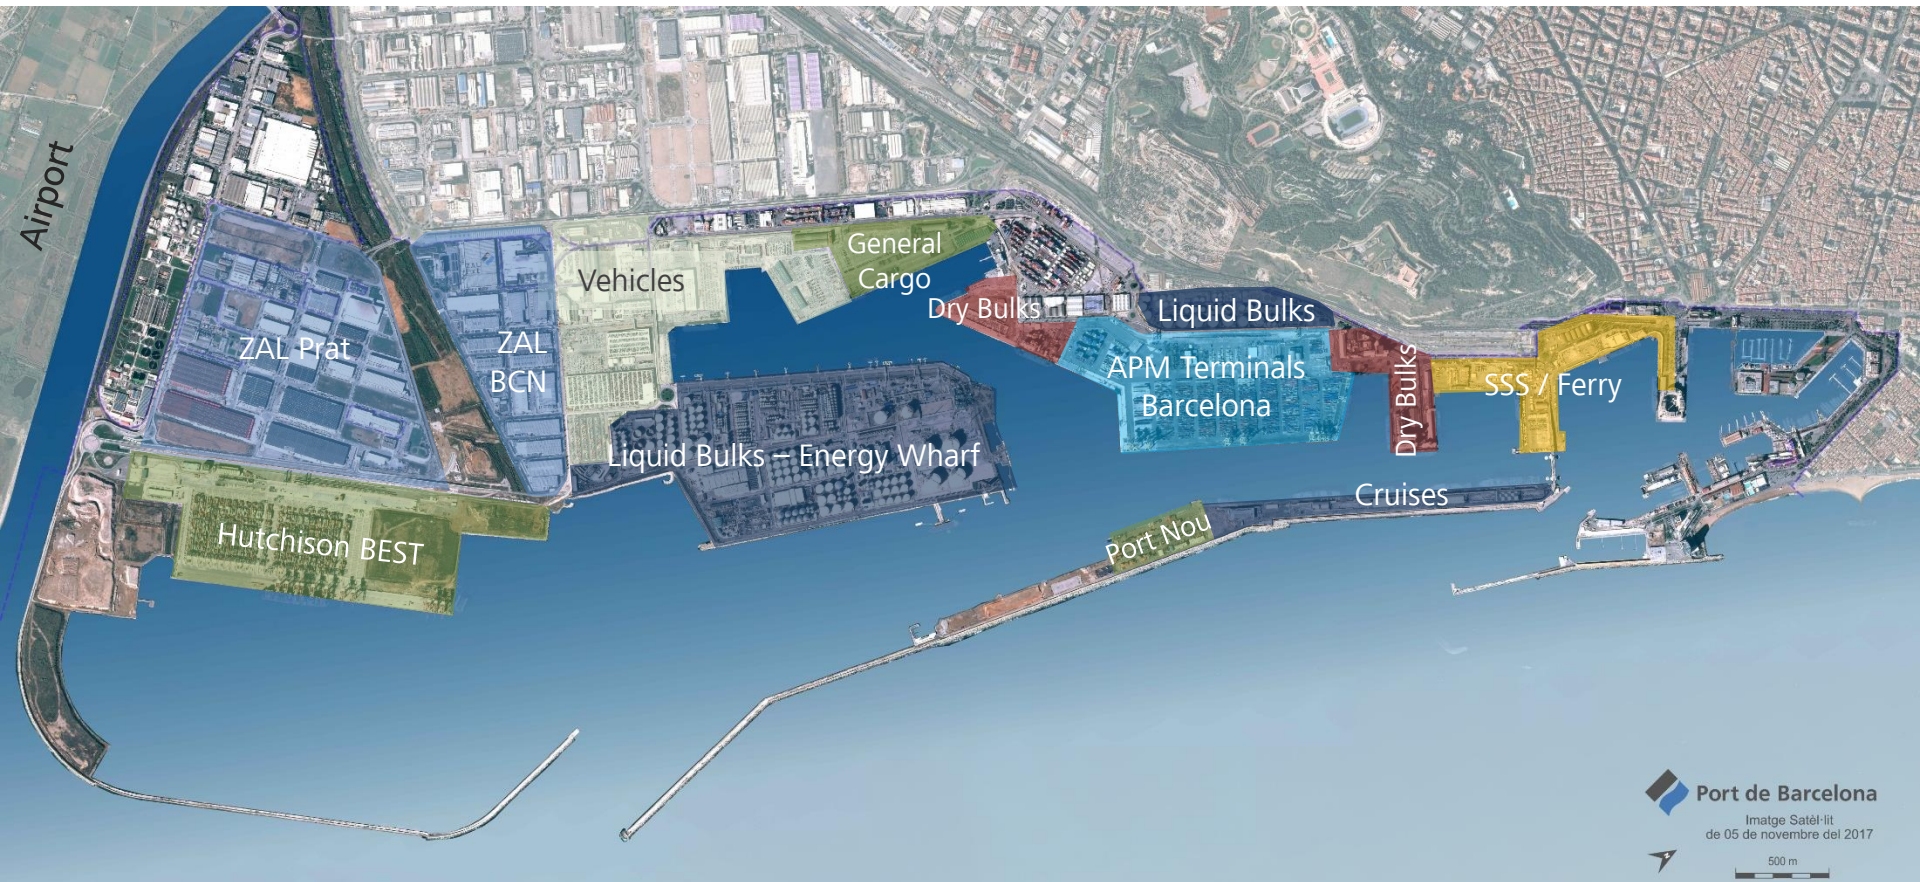 Airport
General
Cargo
Vehicles
Dry Bulks
Liquid Bulks
ZAL Prat
ZAL
BCN
APM Terminals
Barcelona
Dry Bulks
SSS / Ferry
Liquid Bulks – Energy Wharf
Cruises
Port Nou
Hutchison BEST
Port de Barcelona
Imatge Satèl·lit
de 05 de novembre del 2017
500 m